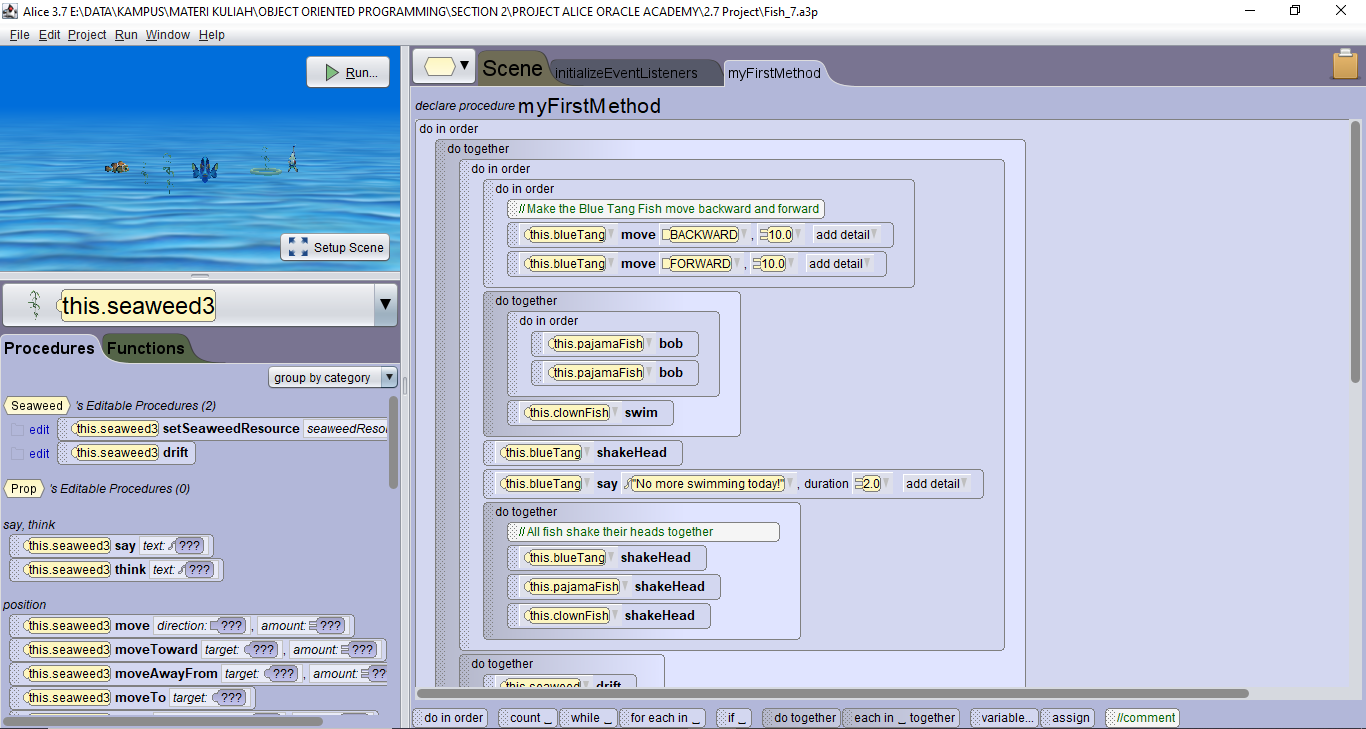 Alice 3.7 E:\DATA\KAMPUS\MATERI KULIAH\OBJECT ORIENTED PROGRAMMING\SECTION 2\PROJECT ALICE ORACLE ACADEMY\2.7 Project\Fish_7.a3p
File Edit Project Run Window Help
Run...
Setup Scene
this.seaweed3
Procedures Functions
group by category
Seaweed 's Editable Procedures (2)
edit this.seaweed3 setSeaweedResource
edit this.seaweed3 drift
Prop 's Editable Procedures (0)
say, think
this.seaweed3 say text: ???
this.seaweed3 think text: ???
position
this.seaweed3 move direction: ??? , amount: ???
this.seaweed3 moveToward target: ??? , amount: ???
this.seaweed3 moveAwayFrom target: ??? , amount: ??
this.seaweed3 moveTo target: ???
Scene initializeEventListeners myFirstMethod
declare procedure myFirstMethod
do in order
do together
do in order
do in order
//Make the Blue Tang Fish move backward and forward
this.blueTang move BACKWARD , 10.0 add detail
this.blueTang move FORWARD , 10.0 add detail
do together
do in order
this.pajamaFish bob
this.pajamaFish bob
this.clownFish swim
this.blueTang shakeHead
this.blueTang say "No more swimming today!" , duration 2.0 add detail
do together
//All fish shake their heads together
this.blueTang shakeHead
this.pajamaFish shakeHead
this.clownFish shakeHead
do together
this.seaweed drift
do in order count _ while _ for each in _ if _ do together each in _ together variable... assign //comment